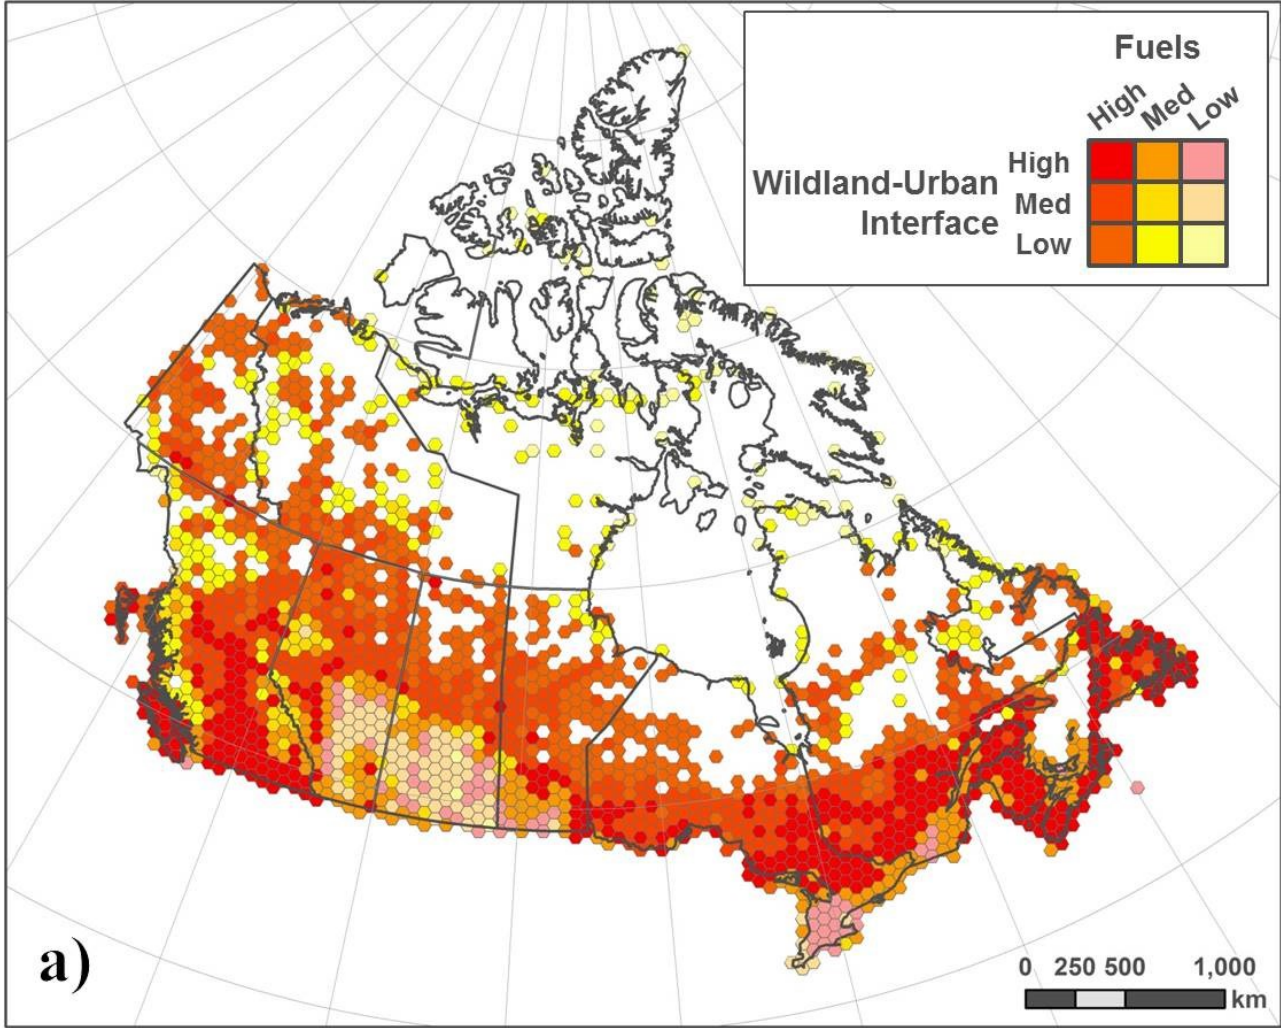 Fuels
High Med Low
Wildland-Urban
Interface
High
Med
Low
a)
0 250 500 1,000
km